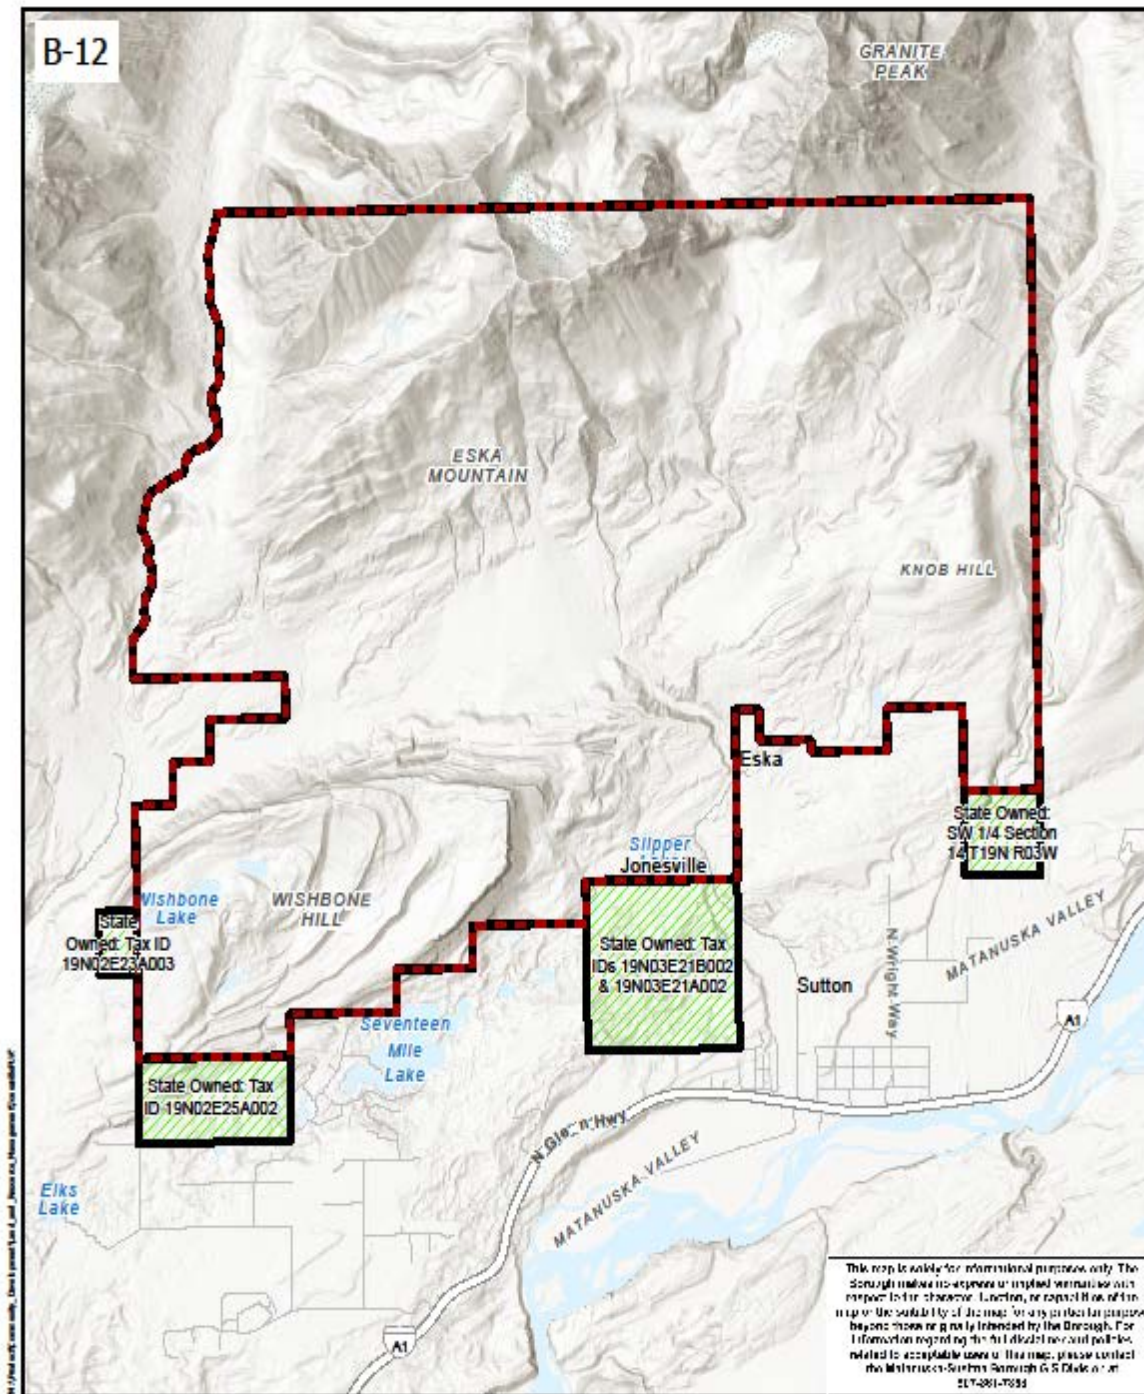 B-12
GRANITE
PEAK
ESKA
MOUNTAIN
KNOB HILL
Eska
State Owned:
SW 1/4 Section
14 T19N R03W
Slipper
Jonesville
Wishbone
Lake
WISHBONE
HILL
State
Owned: Tax ID
19N02E23A003
State Owned: Tax
IDs 19N03E21B002
& 19N03E21A002
Sutton
N Wright Way
MATANUSKA VALLEY
A1
Seventeen
Mile
Lake
State Owned: Tax
ID 19N02E25A002
N Glenn Hwy
MATANUSKA VALLEY
Elks
Lake
A1
This map is solely for informational purposes only. The
Borough makes no express or implied warranties with
respect to the character, function, or capabilities of the
map or the suitability of the map for any particular purpose
beyond those originally intended by the Borough. For
information regarding the full disclaimer and policies
related to acceptable uses of this map, please contact
the Matanuska-Susitna Borough GIS Division at